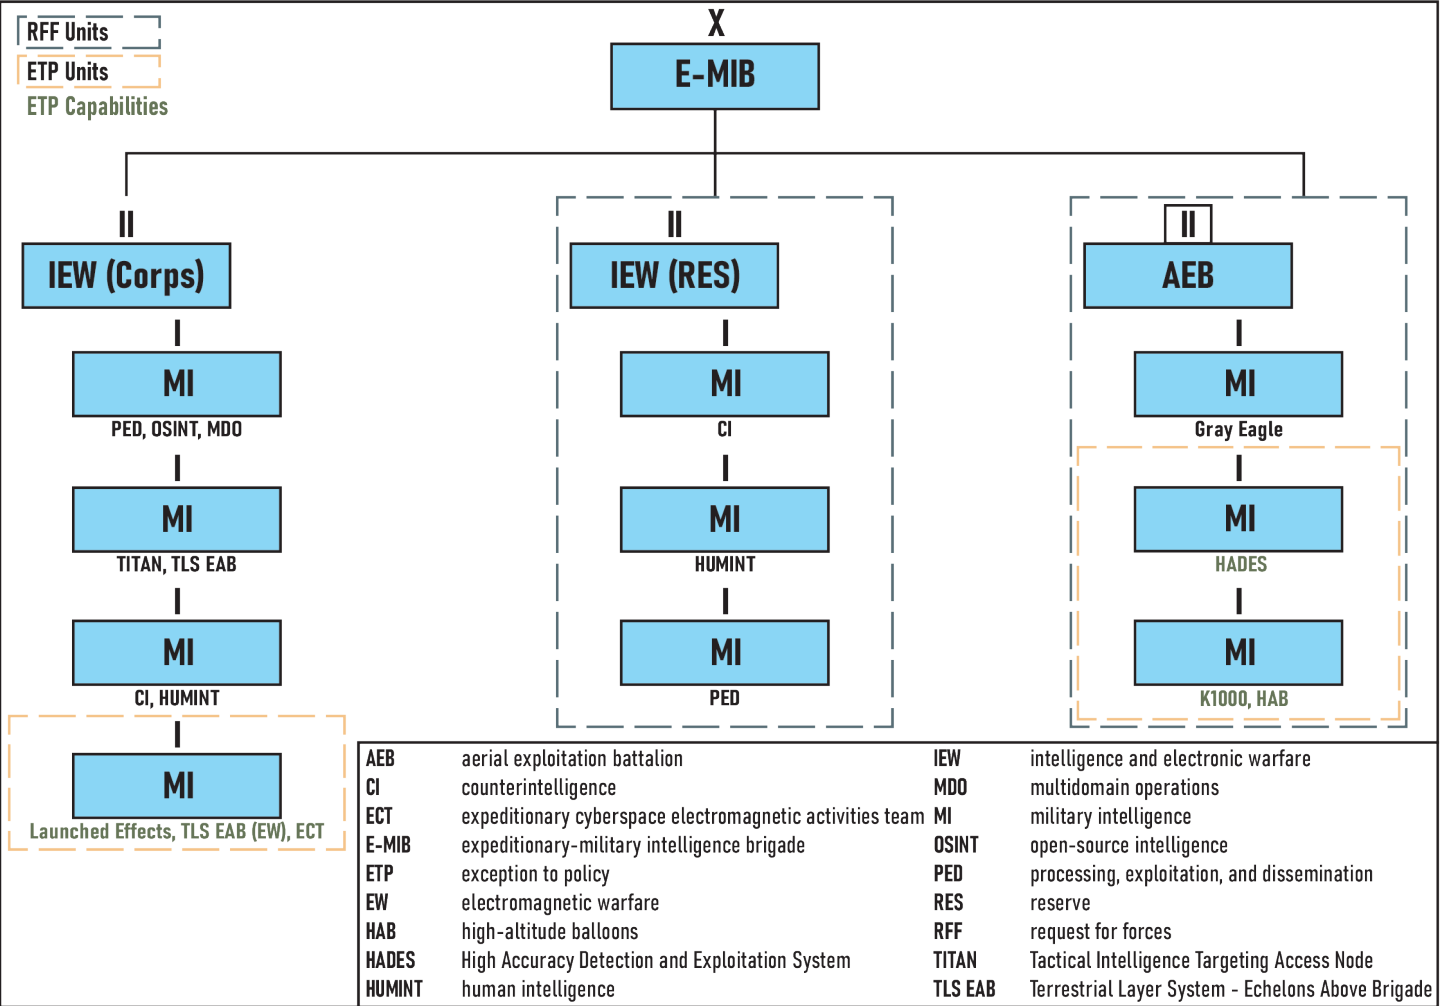 RFF Units
ETP Units
ETP Capabilities
X
E-MIB
II
IEW (Corps)
I
MI
PED, OSINT, MDO
I
MI
TITAN, TLS EAB
I
MI
CI, HUMINT
I
MI
Launched Effects, TLS EAB (EW), ECT
II
IEW (RES)
I
MI
CI
I
MI
HUMINT
I
MI
PED
II
AEB
I
MI
Gray Eagle
I
MI
HADES
I
MI
K1000, HAB
AEB aerial exploitation battalion
CI counterintelligence
ECT expeditionary cyberspace electromagnetic activities team
E-MIB expeditionary-military intelligence brigade
ETP exception to policy
EW electromagnetic warfare
HAB high-altitude balloons
HADES High Accuracy Detection and Exploitation System
HUMINT human intelligence
IEW intelligence and electronic warfare
MDO multidomain operations
MI military intelligence
OSINT open-source intelligence
PED processing, exploitation, and dissemination
RES reserve
RFF request for forces
TITAN Tactical Intelligence Targeting Access Node
TLS EAB Terrestrial Layer System - Echelons Above Brigade